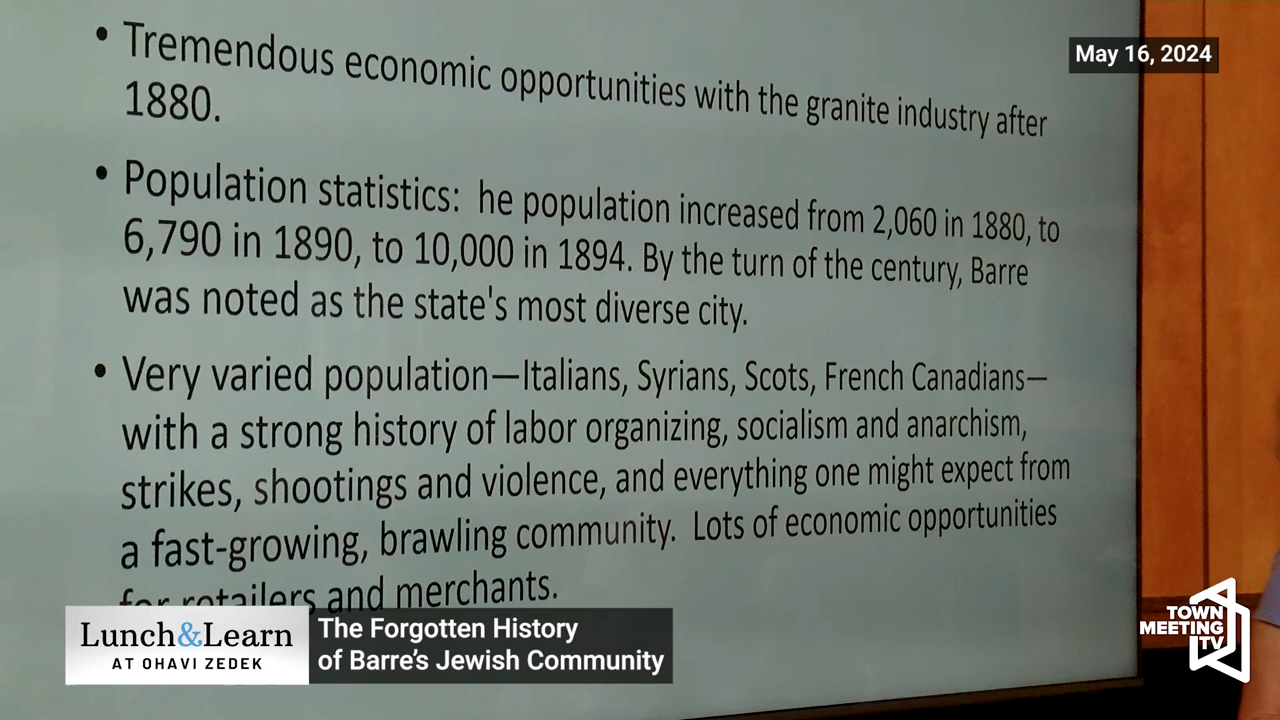 • Tremendous economic opportunities with the granite industry after
1880.
• Population statistics: he population increased from 2,060 in 1880, to
6,790 in 1890, to 10,000 in 1894. By the turn of the century, Barre
was noted as the state's most diverse city.
• Very varied population—Italians, Syrians, Scots, French Canadians—
with a strong history of labor organizing, socialism and anarchism,
strikes, shootings and violence, and everything one might expect from
a fast-growing, brawling community. Lots of economic opportunities
for retailers and merchants.
May 16, 2024
Lunch&Learn
AT OHAVI ZEDEK
The Forgotten History
of Barre's Jewish Community
TOWN
MEETING
TV